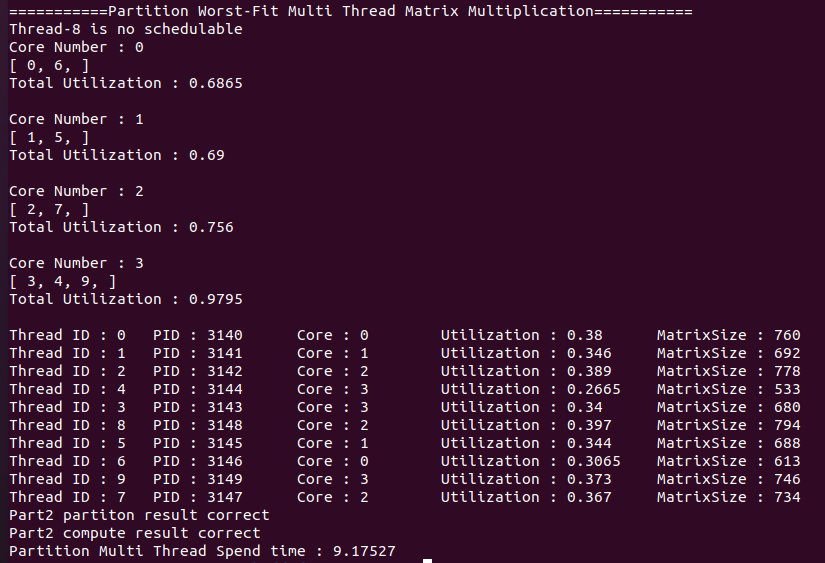 ===========Partition Worst-Fit Multi Thread Matrix Multiplication===========
Thread-8 is no schedulable
Core Number : 0
[ 0, 6, ]
Total Utilization : 0.6865
Core Number : 1
[ 1, 5, ]
Total Utilization : 0.69
Core Number : 2
[ 2, 7, ]
Total Utilization : 0.756
Core Number : 3
[ 3, 4, 9, ]
Total Utilization : 0.9795
Thread ID : 0 PID : 3140 Core : 0 Utilization : 0.38 MatrixSize : 760
Thread ID : 1 PID : 3141 Core : 1 Utilization : 0.346 MatrixSize : 692
Thread ID : 2 PID : 3142 Core : 2 Utilization : 0.389 MatrixSize : 778
Thread ID : 4 PID : 3144 Core : 3 Utilization : 0.2665 MatrixSize : 533
Thread ID : 3 PID : 3143 Core : 3 Utilization : 0.34 MatrixSize : 680
Thread ID : 8 PID : 3148 Core : 2 Utilization : 0.397 MatrixSize : 794
Thread ID : 5 PID : 3145 Core : 1 Utilization : 0.344 MatrixSize : 688
Thread ID : 6 PID : 3146 Core : 0 Utilization : 0.3065 MatrixSize : 613
Thread ID : 9 PID : 3149 Core : 3 Utilization : 0.373 MatrixSize : 746
Thread ID : 7 PID : 3147 Core : 2 Utilization : 0.367 MatrixSize : 734
Part2 partiton result correct
Part2 compute result correct
Partition Multi Thread Spend time : 9.17527